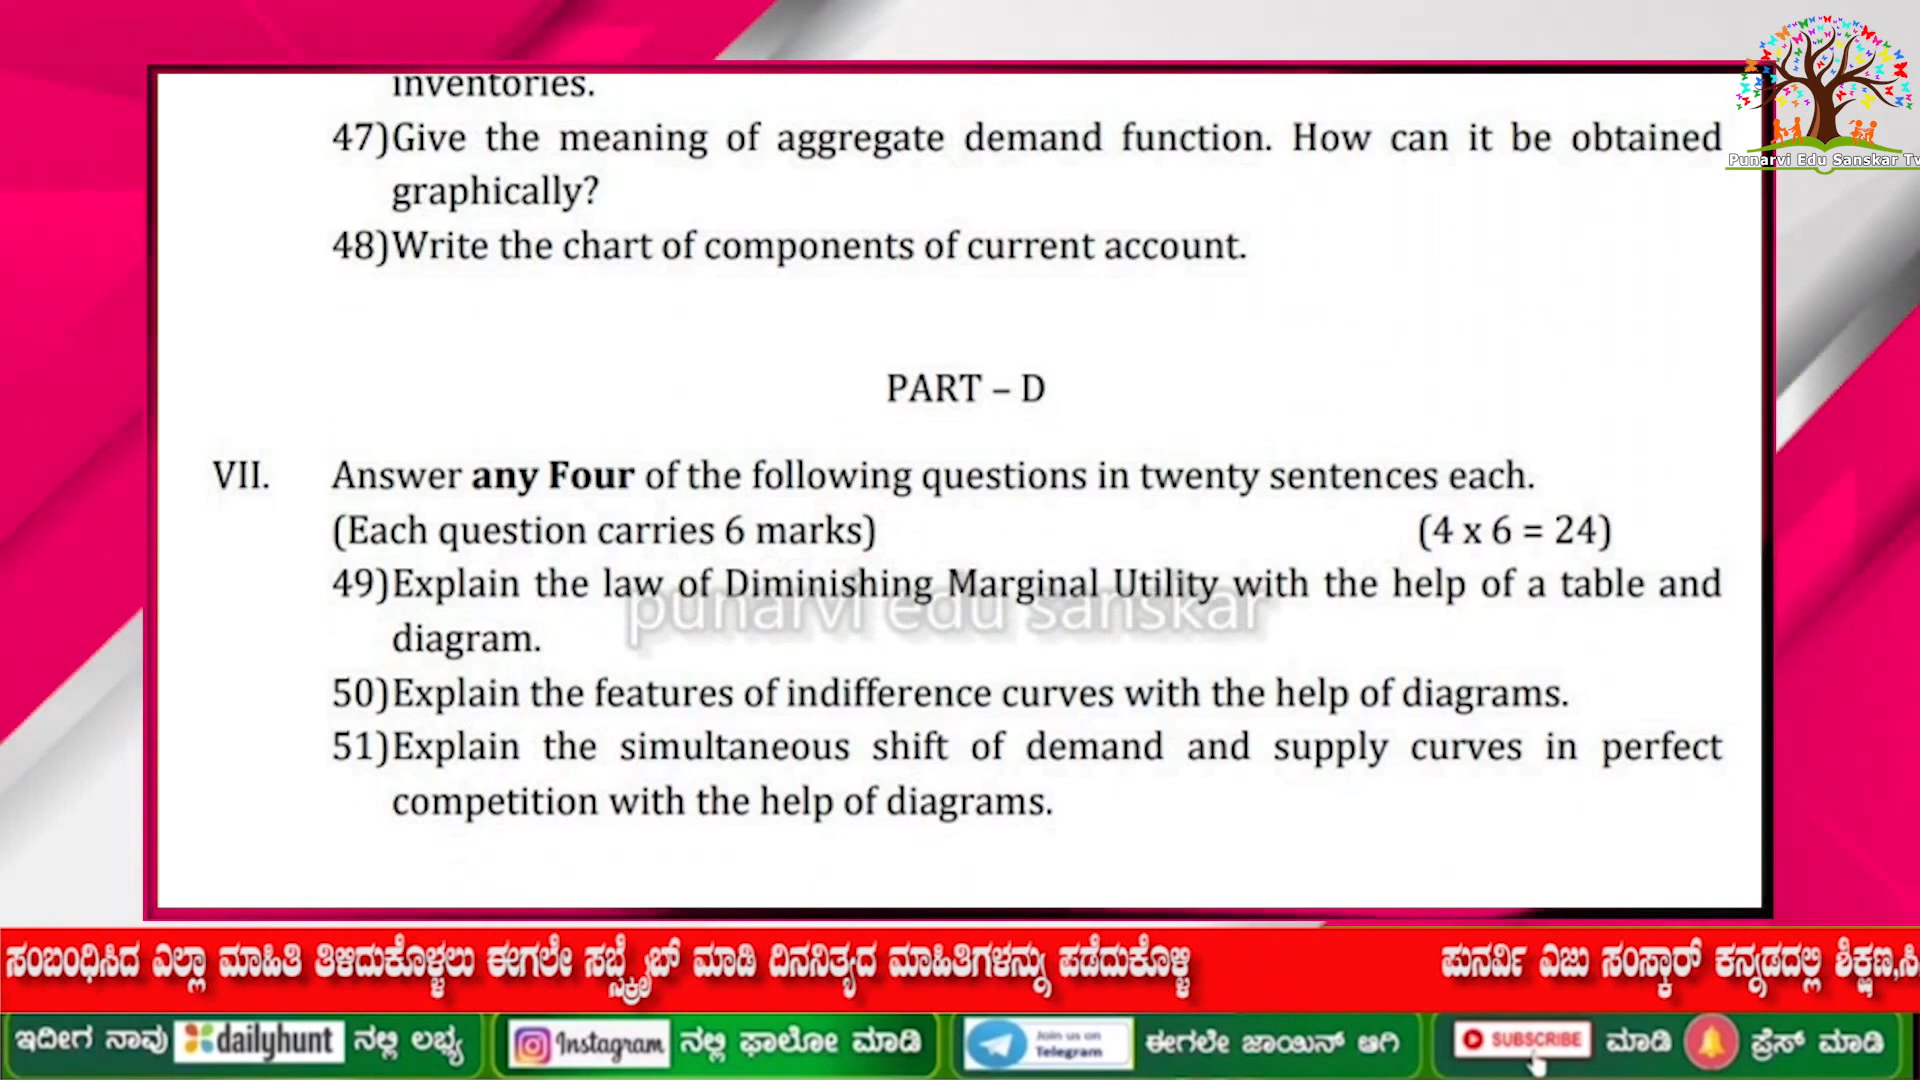 Punarvi Edu Sanskar Tv
inventories.
47)Give the meaning of aggregate demand function. How can it be obtained
graphically?
48)Write the chart of components of current account.
PART – D
VII. Answer any Four of the following questions in twenty sentences each.
(Each question carries 6 marks) (4 x 6 = 24)
49)Explain the law of Diminishing Marginal Utility with the help of a table and
diagram.
punarvi edu sanskar
50)Explain the features of indifference curves with the help of diagrams.
51)Explain the simultaneous shift of demand and supply curves in perfect
competition with the help of diagrams.
ಸಂಬಂಧಿಸಿದ ಎಲ್ಲಾ ಮಾಹಿತಿ ತಿಳಿದುಕೊಳ್ಳಲು ಈಗಲೇ ಸಬ್ಸ್ಕ್ರೈಬ್ ಮಾಡಿ ದಿನನಿತ್ಯದ ಮಾಹಿತಿಗಳನ್ನು ಪಡೆದುಕೊಳ್ಳಿ ಪುನರ್ವಿ ಎಜು ಸಂಸ್ಕಾರ್ ಕನ್ನಡದಲ್ಲಿ ಶಿಕ್ಷಣ,ಸಿ
ಇದೀಗ ನಾವು dailyhunt ನಲ್ಲಿ ಲಭ್ಯ Instagram ನಲ್ಲಿ ಫಾಲೋ ಮಾಡಿ Join us on Telegram ಈಗಲೇ ಜಾಯಿನ್ ಆಗಿ SUBSCRIBE ಮಾಡಿ ಪ್ರೆಸ್ ಮಾಡಿ